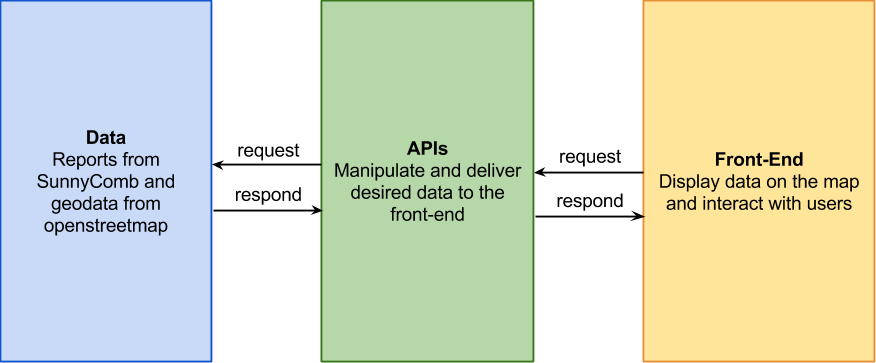 Data
Reports from
SunnyComb and
geodata from
openstreetmap
request
respond
APIs
Manipulate and deliver
desired data to the
front-end
request
respond
Front-End
Display data on the map
and interact with users